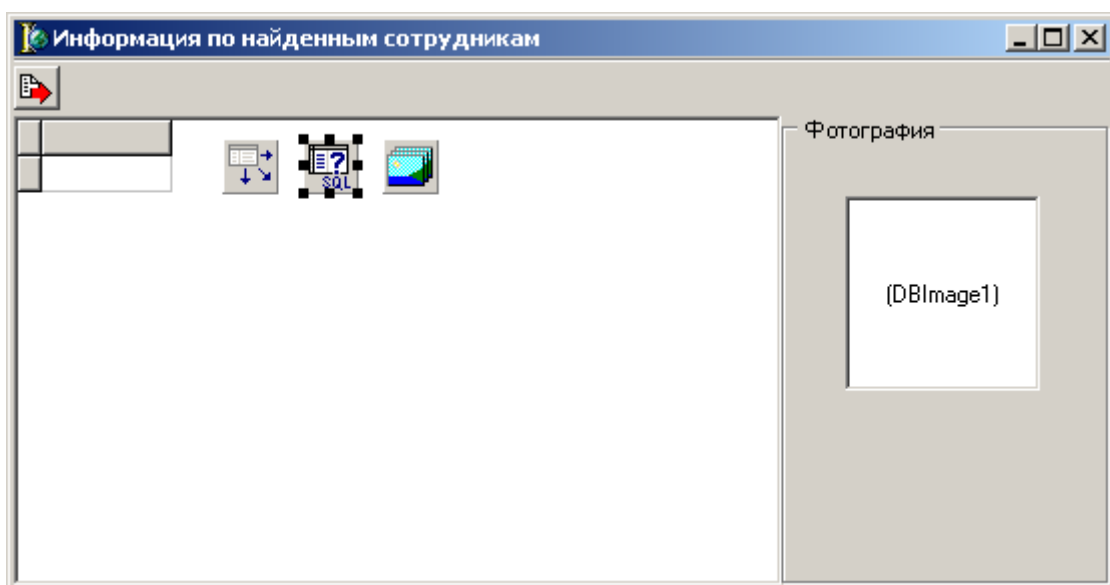 Информация по найденным сотрудникам
?
SQL
Фотография
(DBImage1)